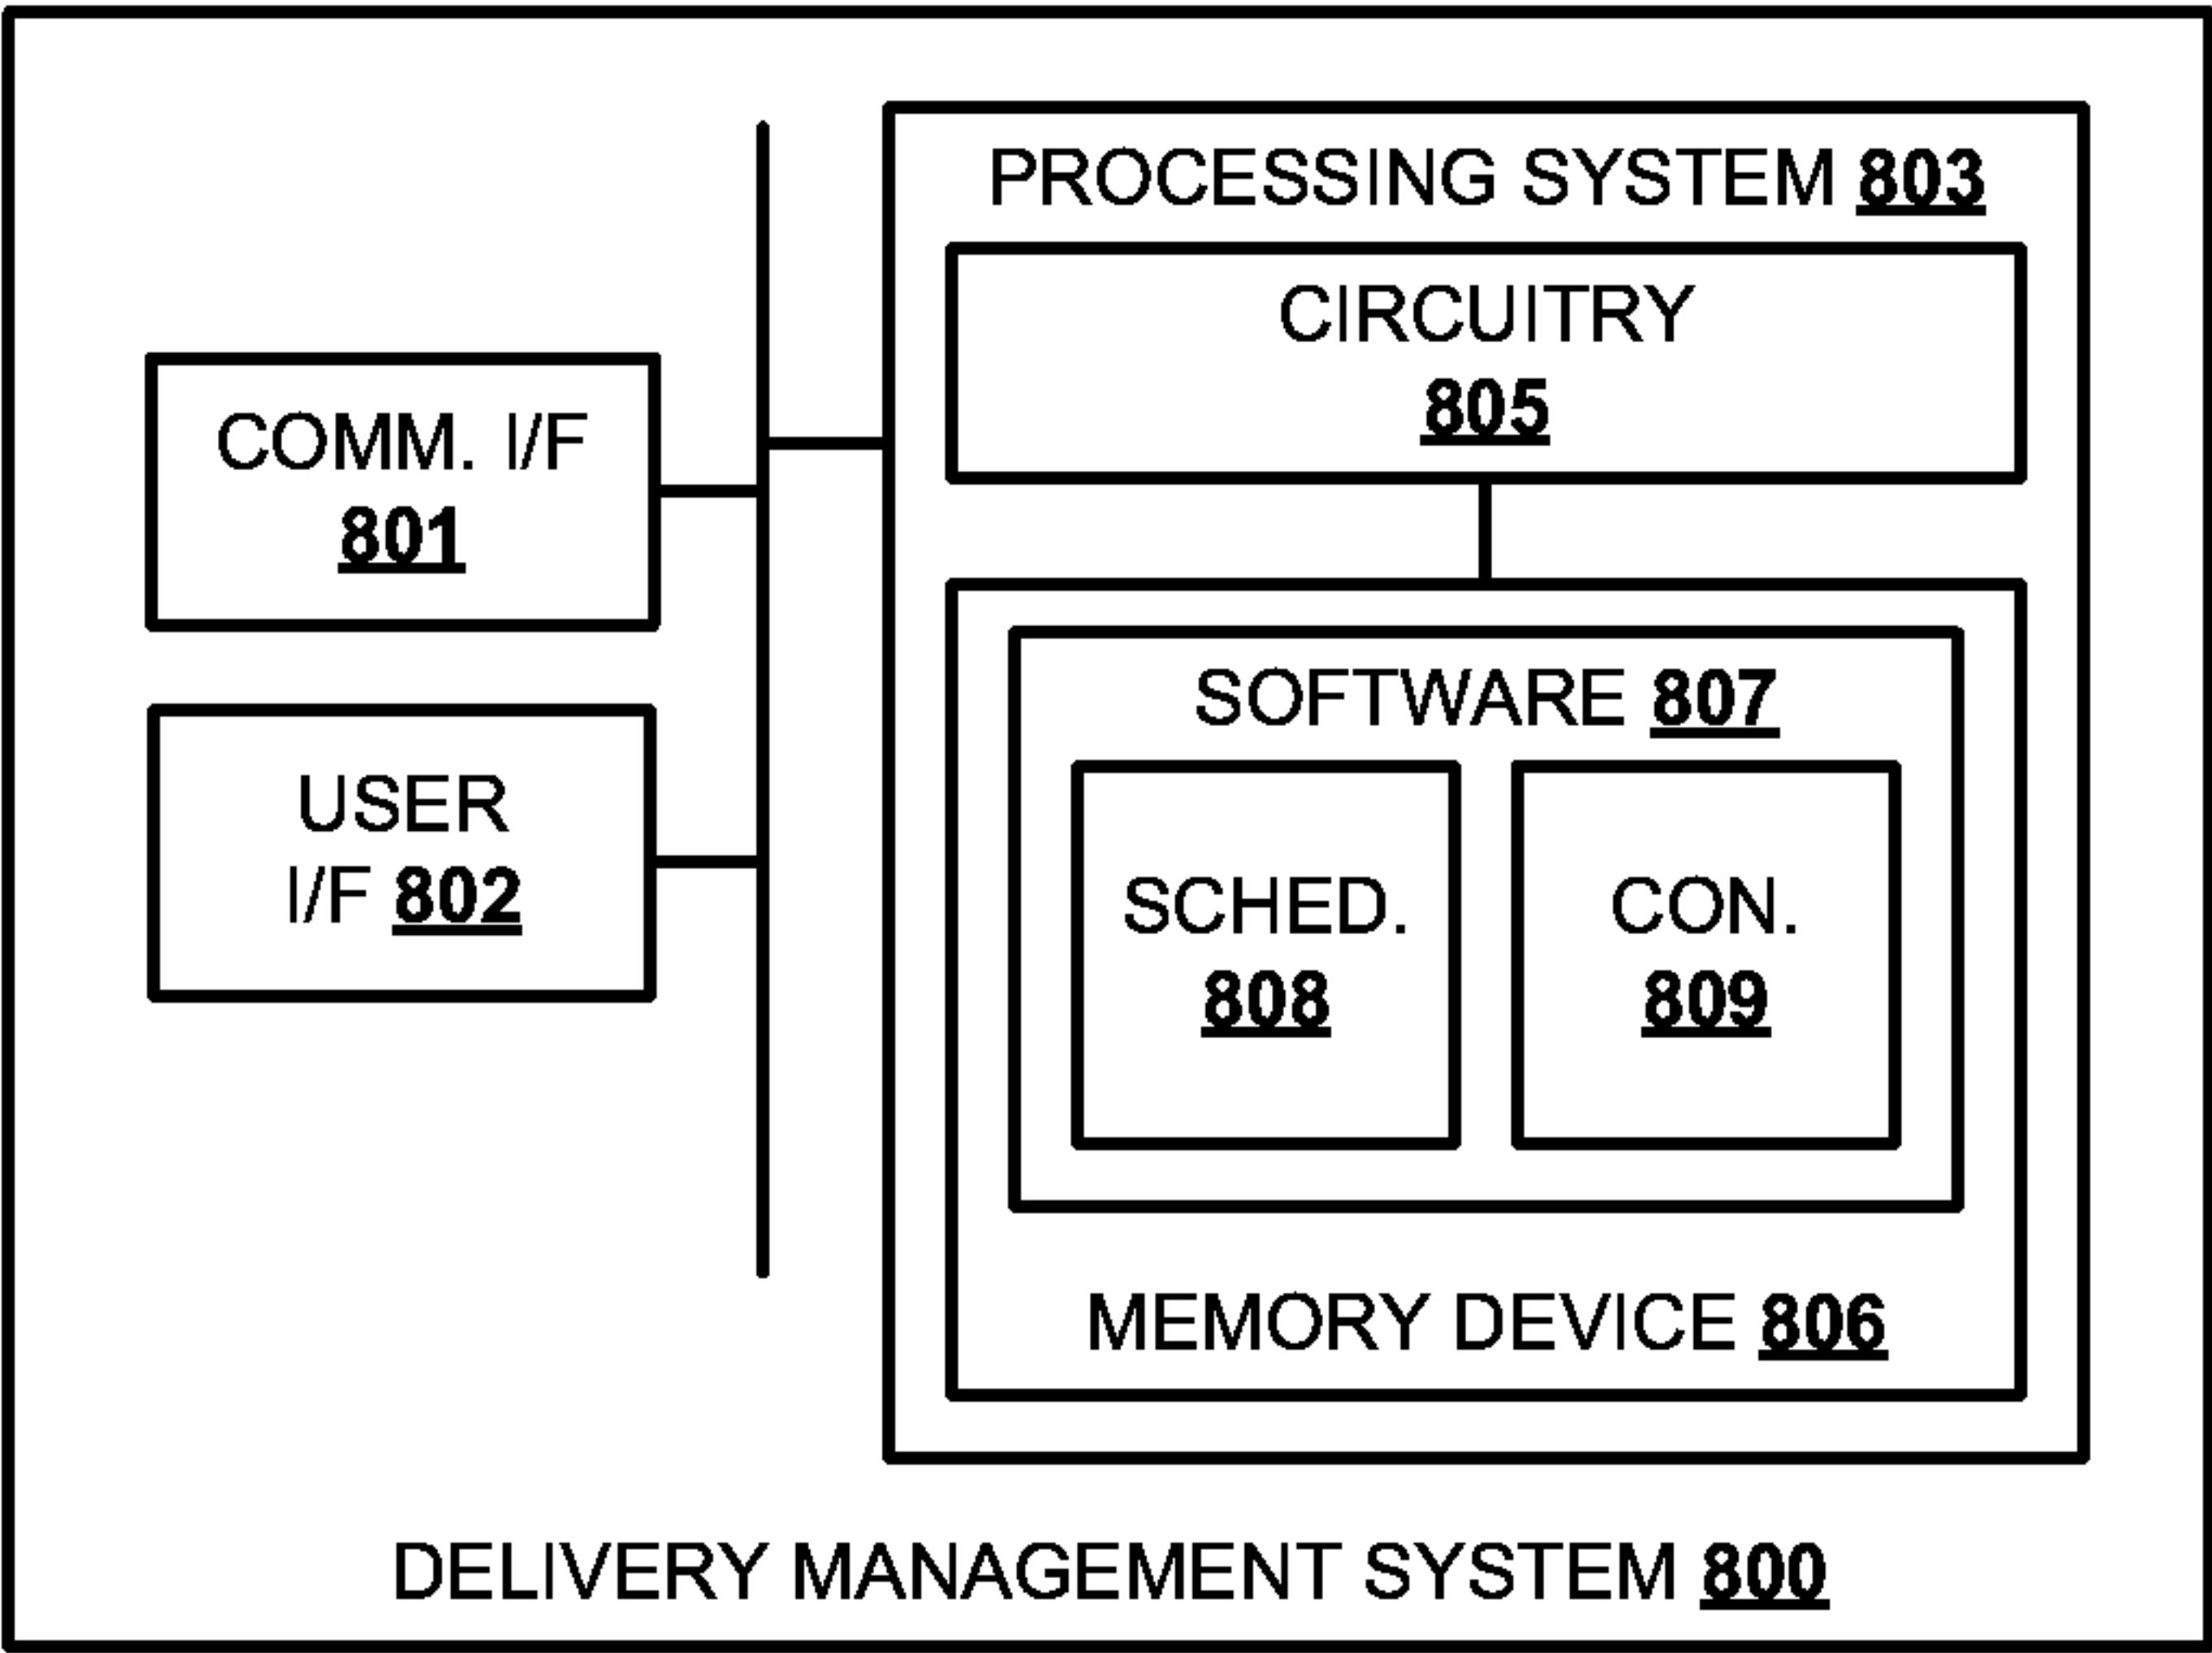 PROCESSING SYSTEM 803
CIRCUITRY
805
COMM. I/F
801
SOFTWARE 807
USER
I/F 802
SCHED.
808
CON.
809
MEMORY DEVICE 806
DELIVERY MANAGEMENT SYSTEM 800